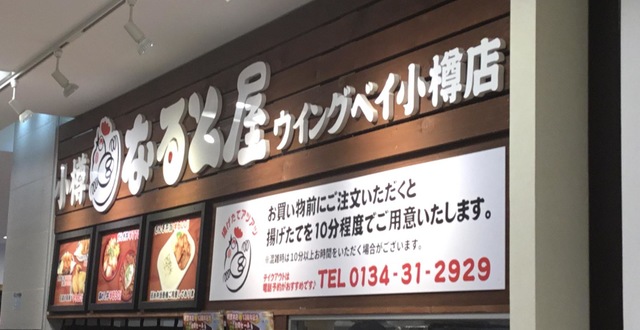 小樽 なると屋 ウイングベイ小樽店
揚げたてアツアツ
お買い物前にご注文いただくと
揚げたてを10分程度でご用意いたします。
※混雑時は10分以上お時間をいただく場合がございます。
テイクアウトは
電話予約がおすすめです♪
TEL 0134-31-2929